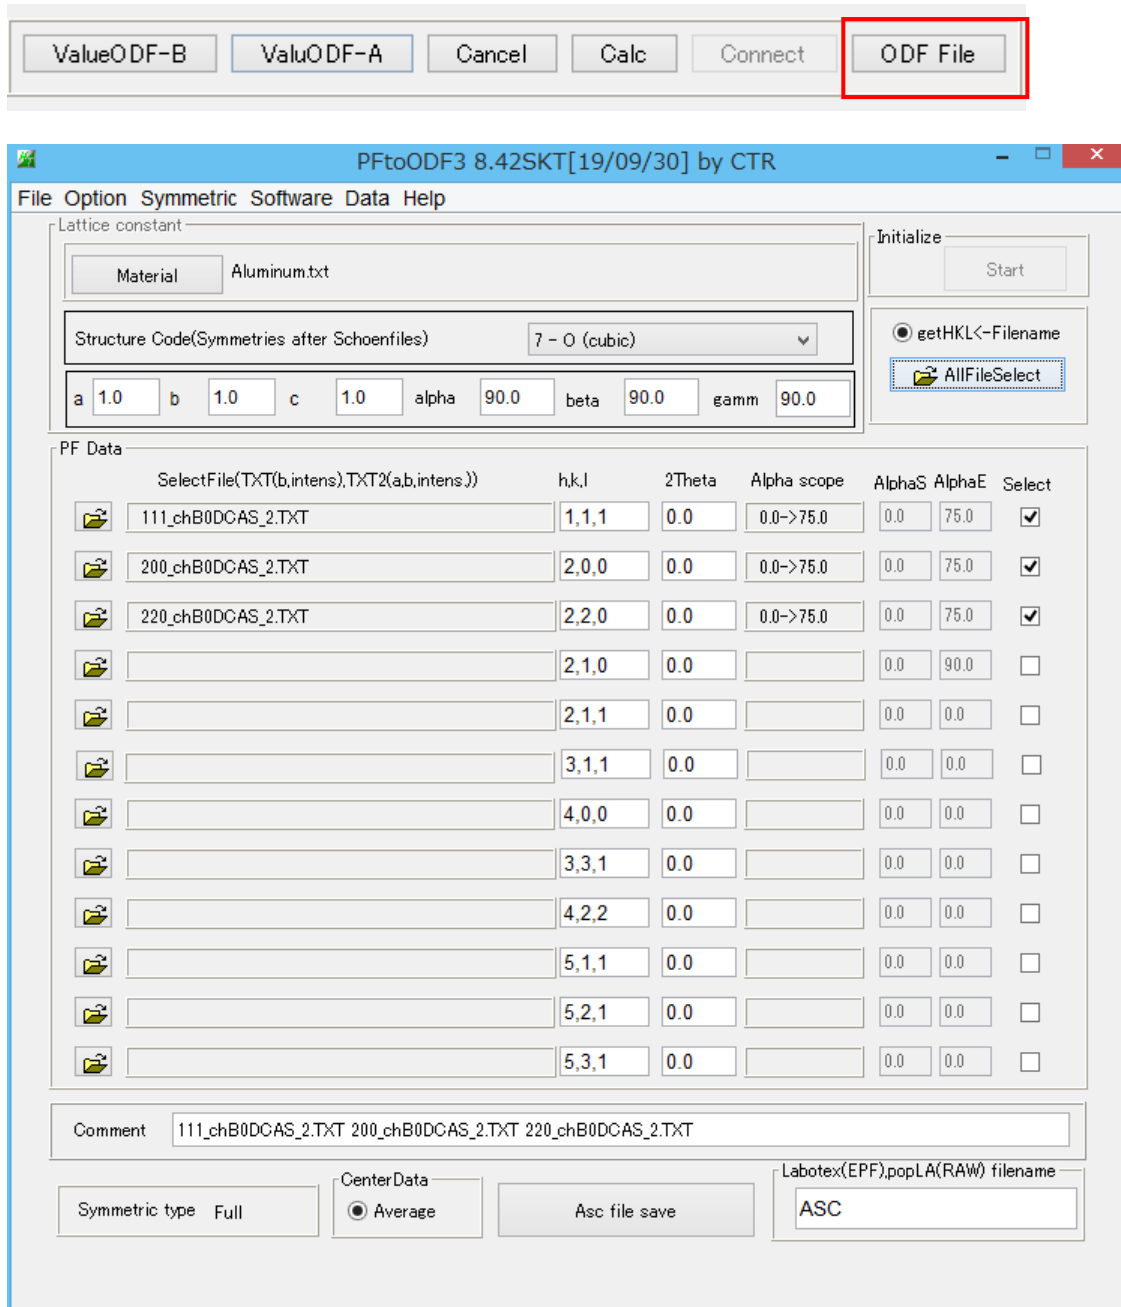 ValueODF-B ValuODF-A Cancel Calc Connect ODF File
PFtoODF3 8.42SKT[19/09/30] by CTR
File Option Symmetric Software Data Help
Lattice constant
Initialize
Material Aluminum.txt
Start
Structure Code(Symmetries after Schoenfiles) 7 - O (cubic)
getHKL<-Filename
AllFileSelect
a 1.0 b 1.0 c 1.0 alpha 90.0 beta 90.0 gamm 90.0
PF Data
SelectFile(TXT(b,intens),TXT2(a,b,intens.)) h,k,l 2Theta Alpha scope AlphaS AlphaE Select
111_chB0DCAS_2.TXT 1,1,1 0.0 0.0->75.0 0.0 75.0
200_chB0DCAS_2.TXT 2,0,0 0.0 0.0->75.0 0.0 75.0
220_chB0DCAS_2.TXT 2,2,0 0.0 0.0->75.0 0.0 75.0
2,1,0 0.0 0.0 90.0
2,1,1 0.0 0.0 0.0
3,1,1 0.0 0.0 0.0
4,0,0 0.0 0.0 0.0
3,3,1 0.0 0.0 0.0
4,2,2 0.0 0.0 0.0
5,1,1 0.0 0.0 0.0
5,2,1 0.0 0.0 0.0
5,3,1 0.0 0.0 0.0
Comment 111_chB0DCAS_2.TXT 200_chB0DCAS_2.TXT 220_chB0DCAS_2.TXT
Symmetric type Full
CenterData
Average
Asc file save
Labotex(EPF),popLA(RAW) filename
ASC